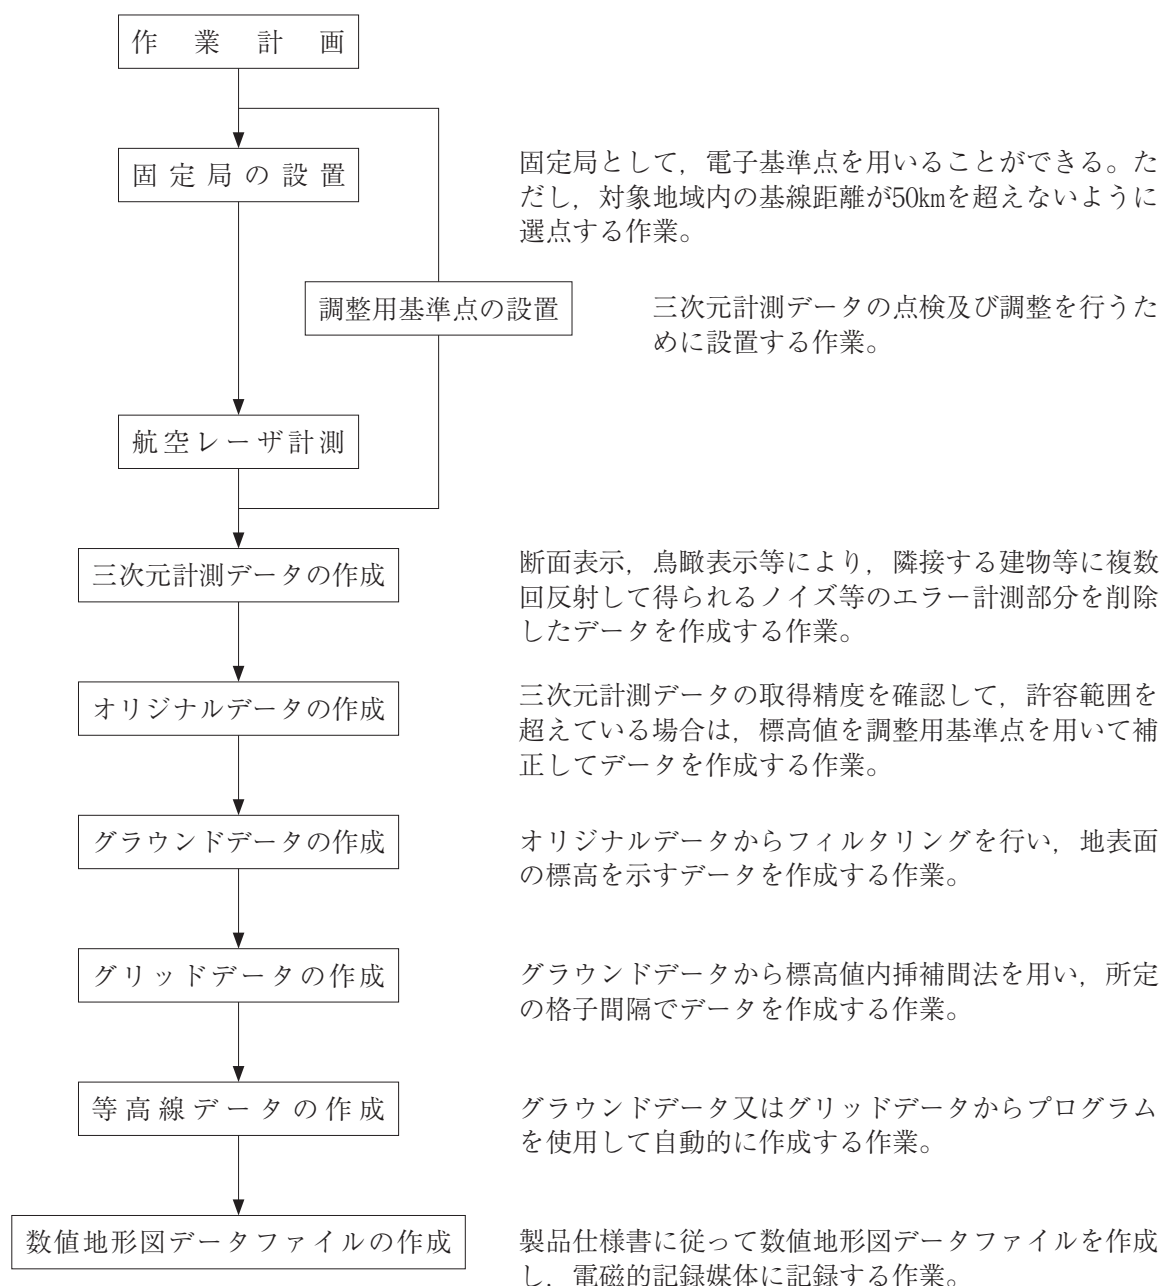 作業計画
固定局の設置
固定局として，電子基準点を用いることができる。た
だし，対象地域内の基線距離が50kmを超えないように
選点する作業。
調整用基準点の設置
三次元計測データの点検及び調整を行うた
めに設置する作業。
航空レーザ計測
三次元計測データの作成
断面表示，鳥瞰表示等により，隣接する建物等に複数
回反射して得られるノイズ等のエラー計測部分を削除
したデータを作成する作業。
オリジナルデータの作成
三次元計測データの取得精度を確認して，許容範囲を
超えている場合は，標高値を調整用基準点を用いて補
正してデータを作成する作業。
グラウンドデータの作成
オリジナルデータからフィルタリングを行い，地表面
の標高を示すデータを作成する作業。
グリッドデータの作成
グラウンドデータから標高値内挿補間法を用い，所定
の格子間隔でデータを作成する作業。
等高線データの作成
グラウンドデータ又はグリッドデータからプログラム
を使用して自動的に作成する作業。
数値地形図データファイルの作成
製品仕様書に従って数値地形図データファイルを作成
し，電磁的記録媒体に記録する作業。